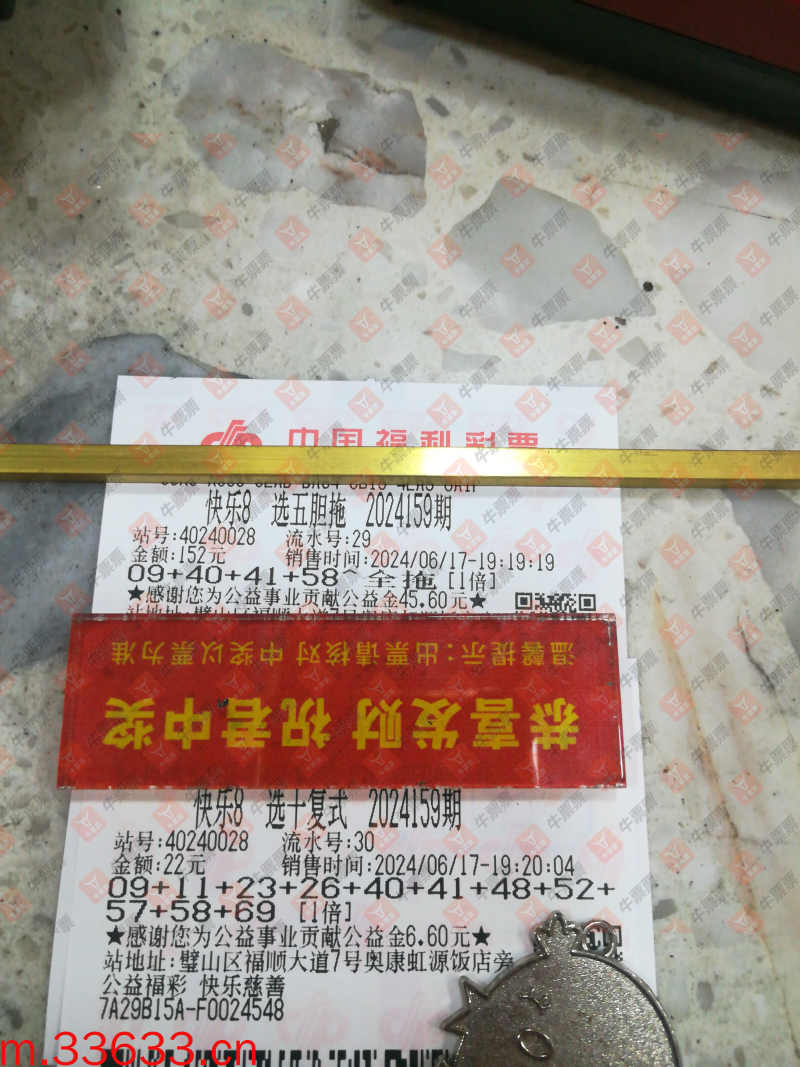 中国福利彩票
快乐8 选五胆拖 2024159期
站号:40240028 流水号:29
金额:152元 销售时间:2024/06/17-19:19:19
09+40+41+58~全拖[1倍]
★感谢您为公益事业贡献公益金45.60元★
温馨提示:出票请核对 中奖以票为准
恭喜发财 祝君中奖
快乐8 选十复式 2024159期
站号:40240028 流水号:30
金额:22元 销售时间:2024/06/17-19:20:04
09+11+23+26+40+41+48+52+
57+58+69 [1倍]
★感谢您为公益事业贡献公益金6.60元★
站地址:璧山区福顺大道7号奥康虹源饭店旁
公益福彩 快乐慈善
7A29B15A-F0024548
m.33633.cn
牛票票